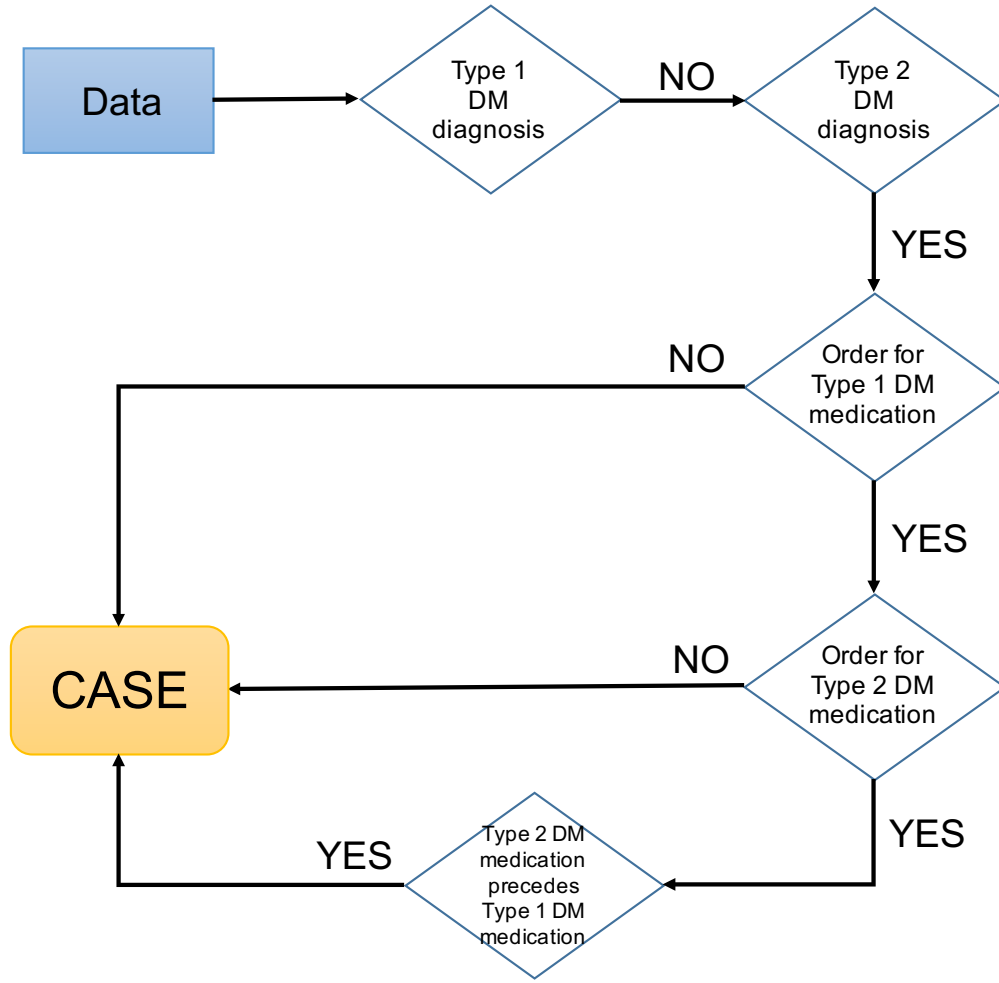 Data
Type 1
DM
diagnosis
NO
Type 2
DM
diagnosis
YES
Order for
Type 1 DM
medication
NO
YES
Order for
Type 2 DM
medication
NO
CASE
YES
Type 2 DM
medication
precedes
Type 1 DM
medication
YES